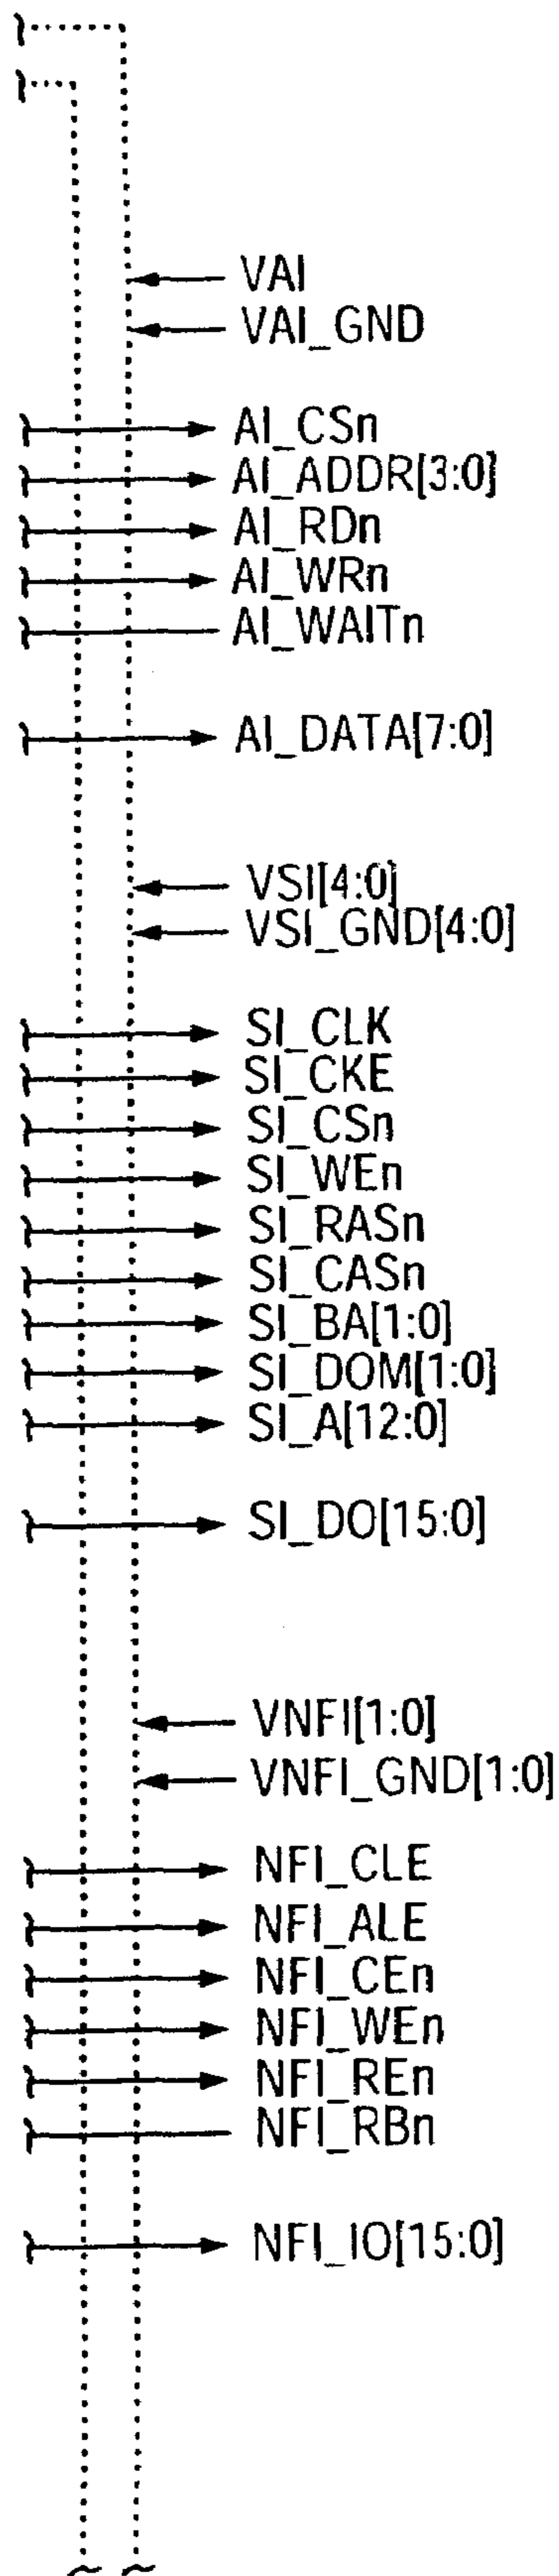 VAI
VAI_GND
AI_CSn
AI_ADDR[3:0]
AI_RDn
AI_WRn
AI_WAITn
AI_DATA[7:0]
VSI[4:0]
VSI_GND[4:0]
SI_CLK
SI_CKE
SI_CSn
SI_WEn
SI_RASn
SI_CASn
SI_BA[1:0]
SI_DOM[1:0]
SI_A[12:0]
SI_DO[15:0]
VNFI[1:0]
VNFI_GND[1:0]
NFI_CLE
NFI_ALE
NFI_CEn
NFI_WEn
NFI_REn
NFI_RBn
NFI_IO[15:0]